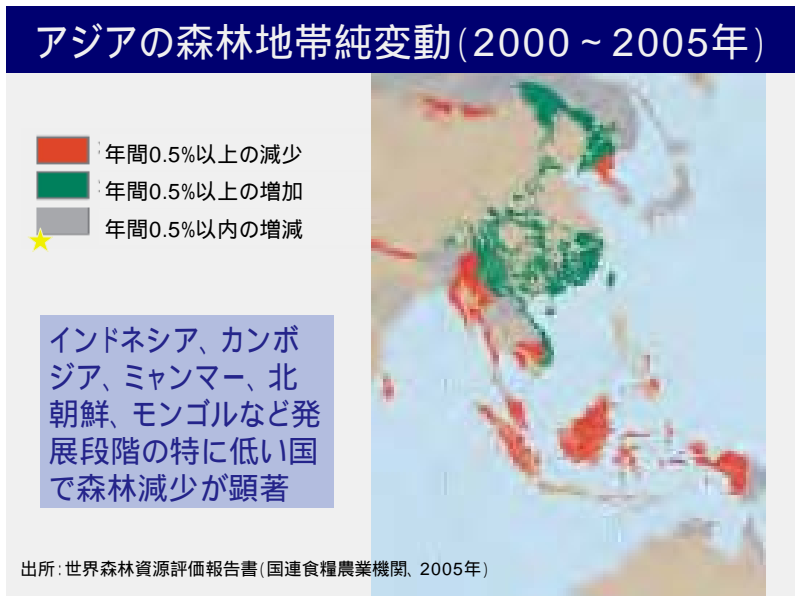 アジアの森林地帯純変動(2000~2005年)
年間0.5%以上の減少
年間0.5%以上の増加
年間0.5%以内の増減
インドネシア、カンボ
ジア、ミャンマー、北
朝鮮、モンゴルなど発
展段階の特に低い国
で森林減少が顕著
出所:世界森林資源評価報告書(国連食糧農業機関、2005年)